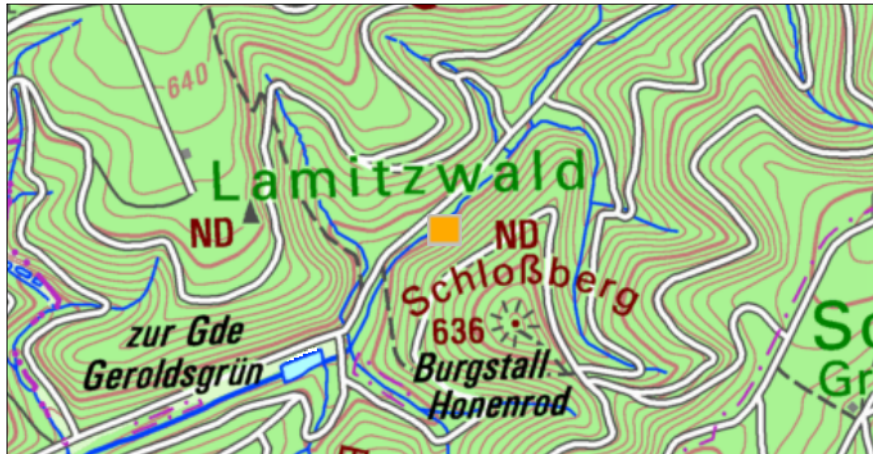 640
Lamitzwald
ND
ND
Schloßberg
636
zur Gde
Geroldsgrün
Burgstall
Honenrod